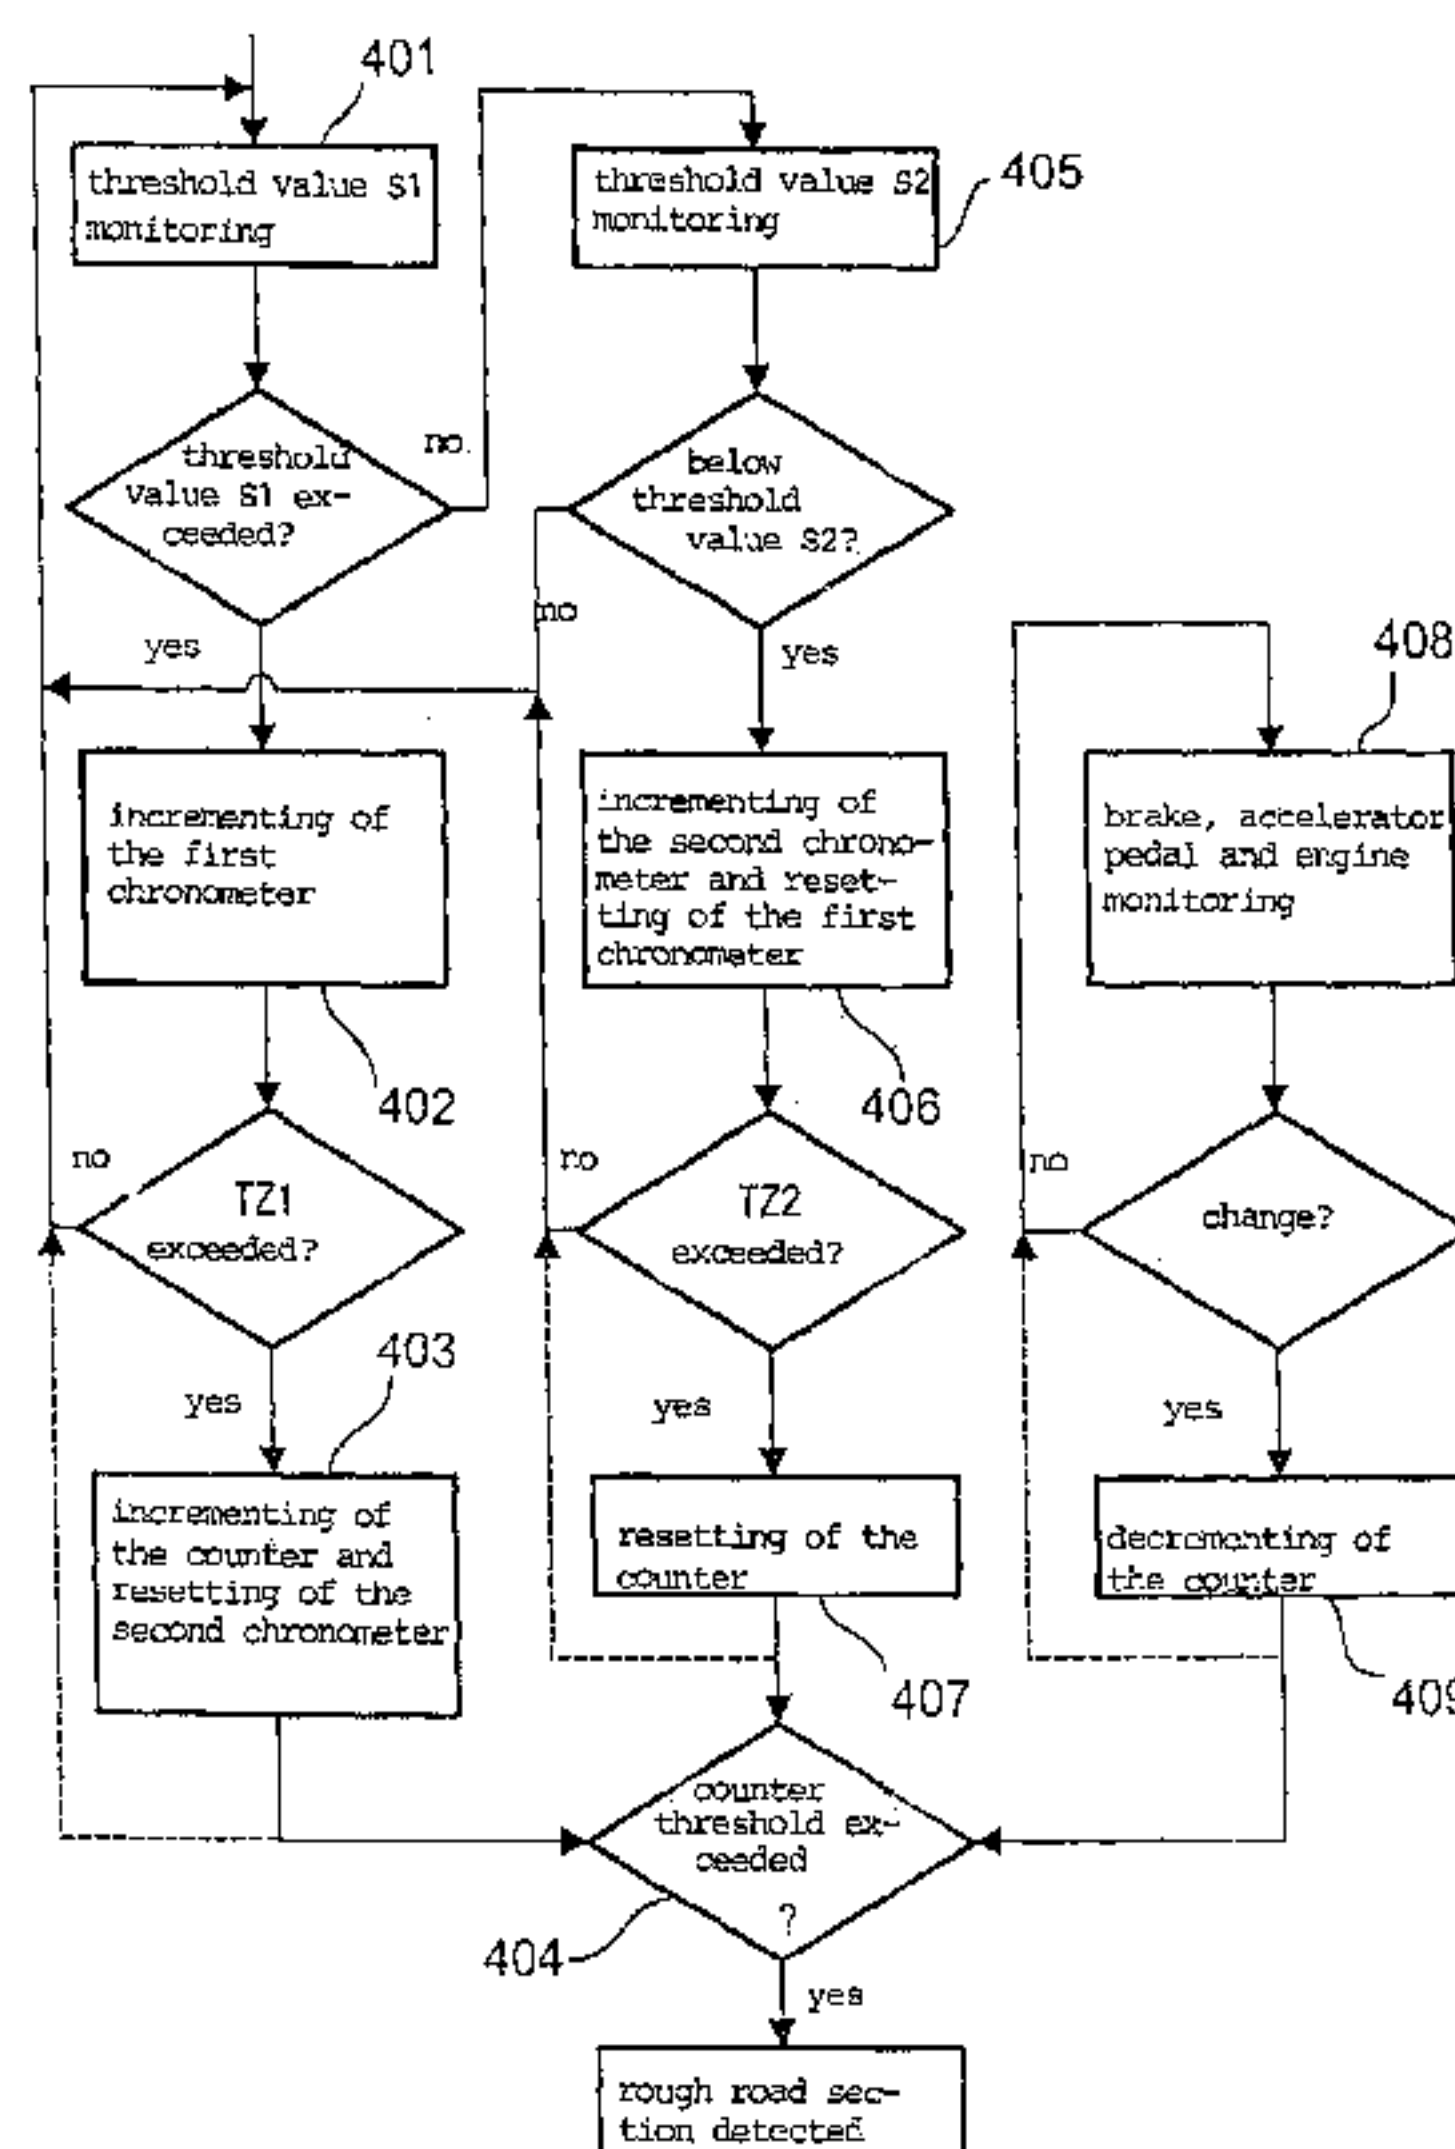 401
threshold value S1
monitoring
threshold value S2
monitoring
405
threshold
value S1 ex-
ceeded?
no
below
threshold
value S2?
no
yes
yes
408
incrementing of
the first
chronometer
402
incrementing of
the second chrono-
meter and reset-
ting of the first
chronometer
406
brake, accelerator
pedal and engine
monitoring
no
TZ1
exceeded?
no
TZ2
exceeded?
no
change?
403
yes
yes
yes
incrementing of
the counter and
resetting of the
second chronometer
resetting of the
counter
407
decrementing of
the counter
409
counter
threshold ex-
ceeded
?
404
yes
rough road sec-
tion detected